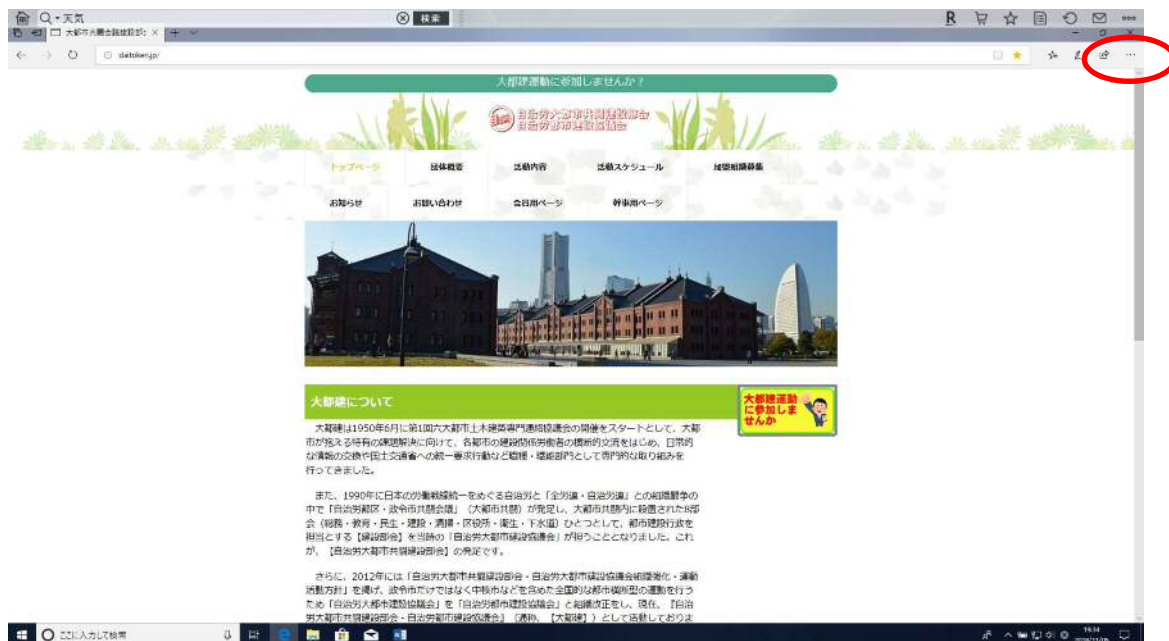 天気
検索
R
大都市共闘会議建設部:
daitoken.jp/
大都建運動に参加しませんか？
自治労大都市共闘建設部会
自治労都市建設協議会
トップページ 団体概要 活動内容 活動スケジュール 加盟組織募集
お知らせ お問い合わせ 会員用ページ 幹事用ページ
大都建について
大都建運動
に参加しま
せんか
大都建は1950年6月に第1回六大都市土木建築専門連絡協議会の開催をスタートとして、大都
市が抱える特有の課題解決に向けて、各都市の建設関係労働者の横断的交流をはじめ、日常的
な情報の交換や国土交通省への統一要求行動など職種・職能部門として専門的な取り組みを
行ってきました。
また、1990年に日本の労働戦線統一をめぐる自治労と「全労連・自治労連」との組織競争の
中で「自治労都区・政令市共闘会議」（大都市共闘）が発足し、大都市共闘内に設置された8部
会（総務・教育・民生・建設・清掃・区役所・衛生・下水道）ひとつとして、都市建設行政を
担当とする【建設部会】を当時の「自治労大都市建設協議会」が担うこととなりました。これ
が、【自治労大都市共闘建設部会】の発足です。
さらに、2012年には「自治労大都市共闘建設部会・自治労大都市建設協議会組織強化・運動
活動方針」を掲げ、政令市だけではなく中核市などを含めた全国的な都市横断型の運動を行う
ため「自治労大都市建設協議会」を「自治労都市建設協議会」と組織改正をし、現在、『自治
労大都市共闘建設部会・自治労都市建設協議会』（通称、【大都建】）として活動しておりま
ここに入力して検索